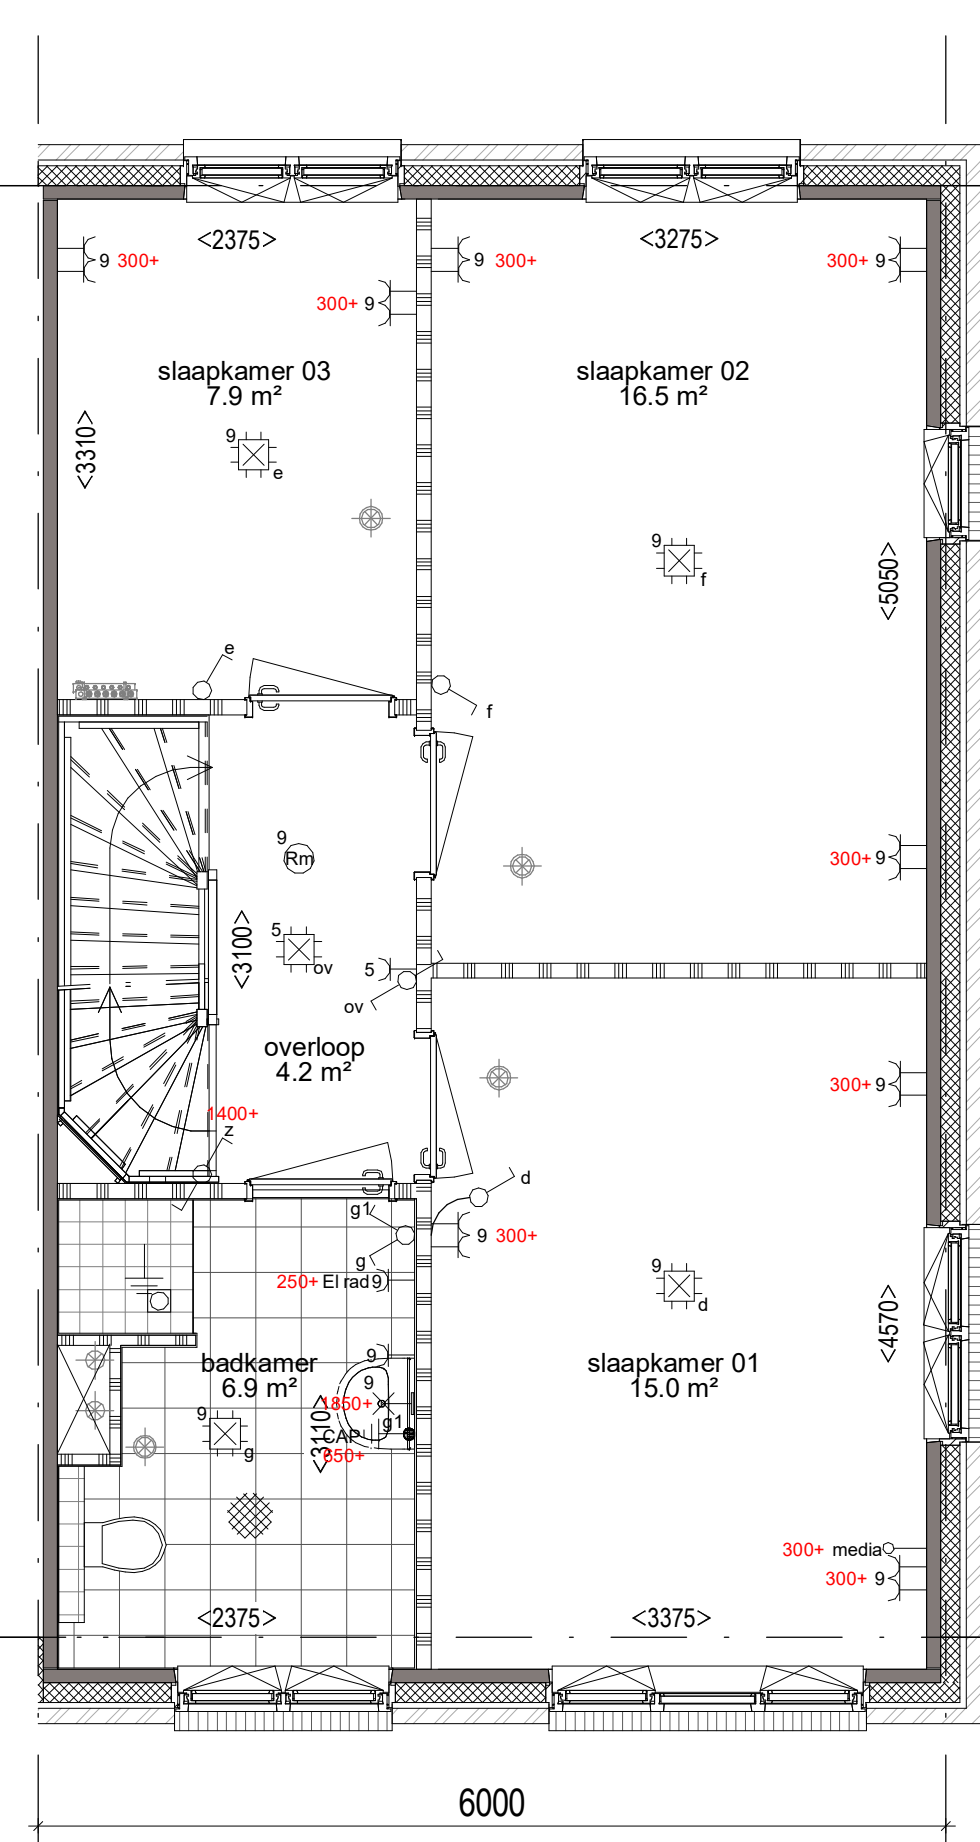 <2375>
<3275>
9 300+
9 300+
300+ 9
300+ 9
slaapkamer 03
7.9 m²
slaapkamer 02
16.5 m²
<3310>
9
e
9
f
<5050>
e
f
9
Rm
300+ 9
5
ov
<3100>
5
ov
overloop
4.2 m²
300+ 9
1400+
z
d
g1
g
9 300+
250+ El rad 9
9
d
<4570>
badkamer
6.9 m²
9
9
1850+
g1
slaapkamer 01
15.0 m²
9
g
<3110>
CAP
650+
300+ media
300+ 9
<2375>
<3375>
6000